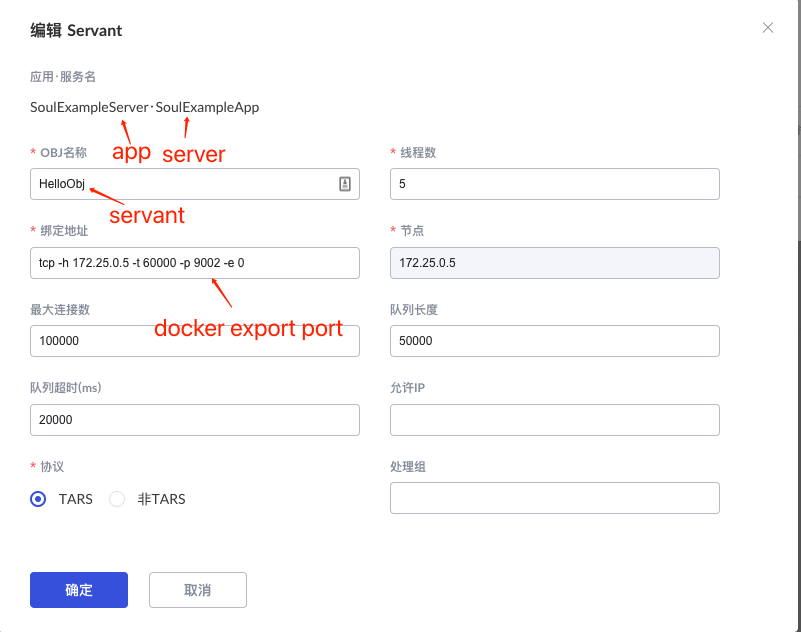 编辑 Servant
应用·服务名
SoulExampleServer·SoulExampleApp
app server
* OBJ名称
* 线程数
HelloObj
5
servant
* 绑定地址
* 节点
tcp -h 172.25.0.5 -t 60000 -p 9002 -e 0
172.25.0.5
docker export port
最大连接数
队列长度
100000
50000
队列超时(ms)
允许IP
20000
* 协议
处理组
TARS 非TARS
确定 取消